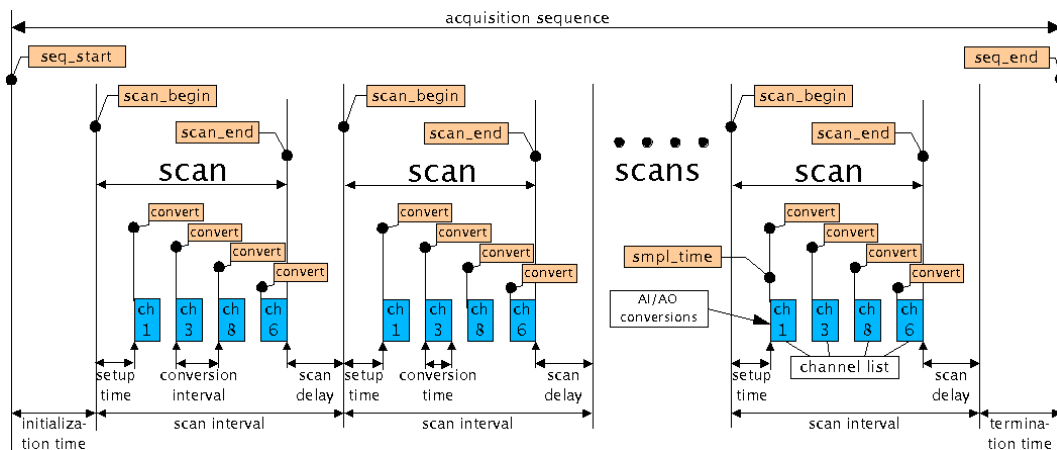 acquisition sequence
seq_start
seq_end
scan_begin
scan_begin
scan_begin
scan_end
scan_end
scan_end
scan
scan
scans
scan
convert
convert
convert
convert
convert
convert
convert
convert
convert
convert
convert
convert
smpl_time
AI/AO
conversions
ch
1
ch
3
ch
8
ch
6
ch
1
ch
3
ch
8
ch
6
ch
1
ch
3
ch
8
ch
6
channel list
setup
time
conversion
interval
scan
delay
setup
time
conversion
time
scan
delay
setup
time
scan
delay
initializa-
tion time
scan interval
scan interval
scan interval
termina-
tion time